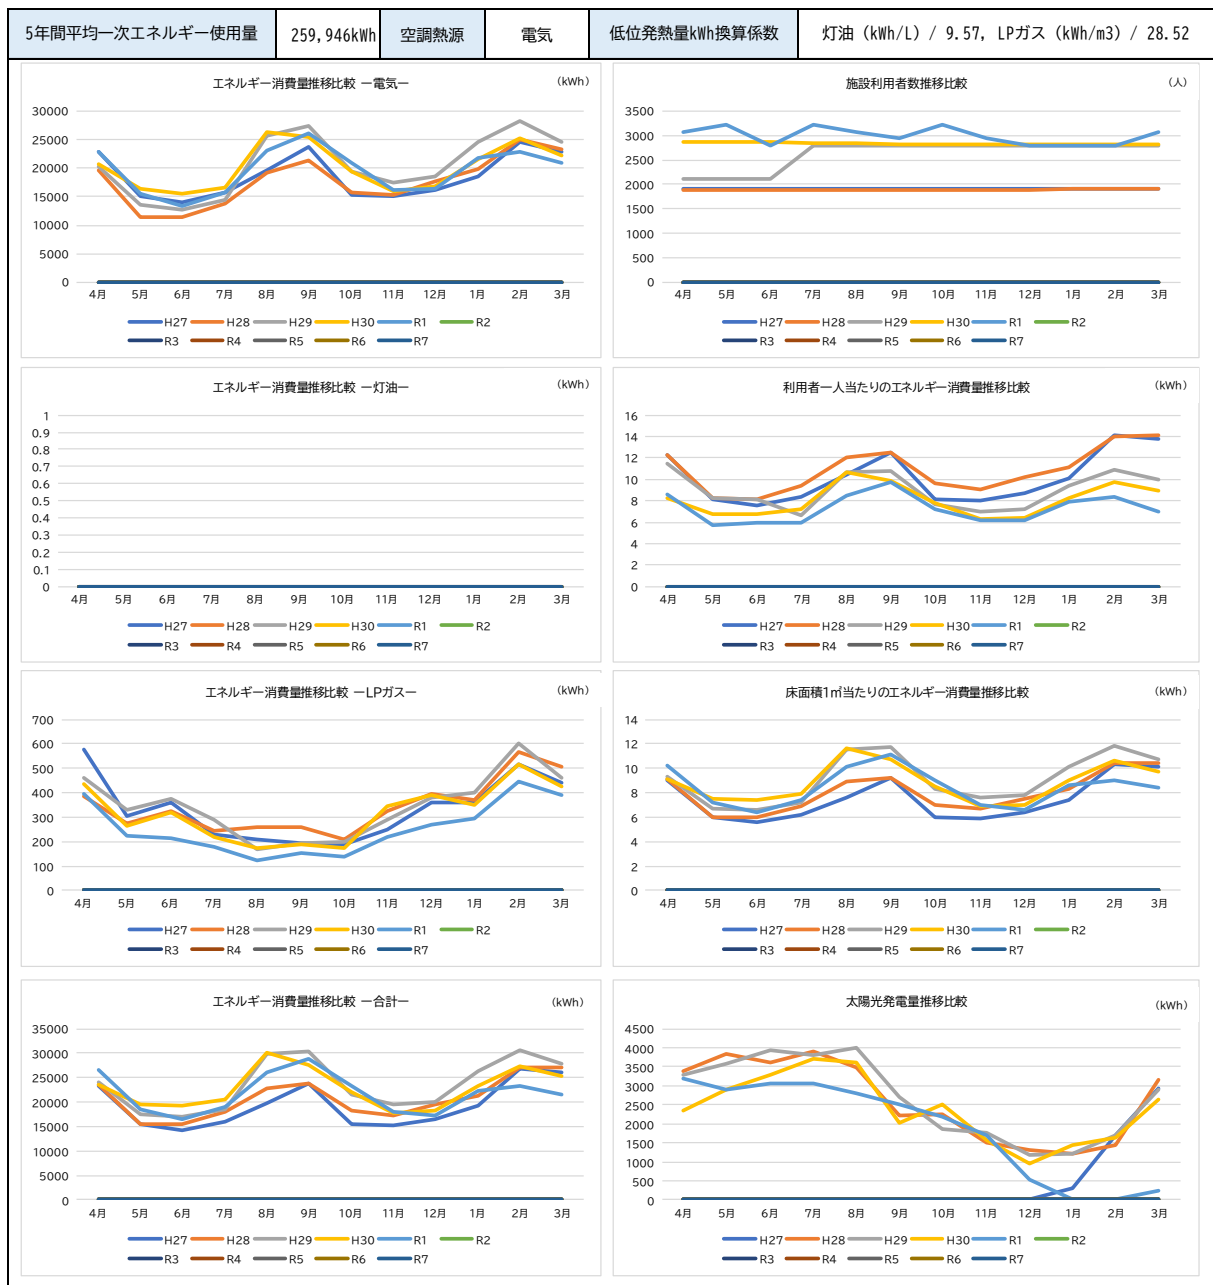 5年間平均一次エネルギー使用量 259,946kWh 空調熱源 電気 低位発熱量kWh換算係数 灯油（kWh/L）/ 9.57, LPガス（kWh/m3）/ 28.52
エネルギー消費量推移比較 ー電気ー (kWh)
30000
25000
20000
15000
10000
5000
0
4月 5月 6月 7月 8月 9月 10月 11月 12月 1月 2月 3月
H27 H28 H29 H30 R1 R2
R3 R4 R5 R6 R7
施設利用者数推移比較 (人)
3500
3000
2500
2000
1500
1000
500
0
4月 5月 6月 7月 8月 9月 10月 11月 12月 1月 2月 3月
H27 H28 H29 H30 R1 R2
R3 R4 R5 R6 R7
エネルギー消費量推移比較 ー灯油ー (kWh)
1
0.9
0.8
0.7
0.6
0.5
0.4
0.3
0.2
0.1
0
4月 5月 6月 7月 8月 9月 10月 11月 12月 1月 2月 3月
H27 H28 H29 H30 R1 R2
R3 R4 R5 R6 R7
利用者一人当たりのエネルギー消費量推移比較 (kWh)
16
14
12
10
8
6
4
2
0
4月 5月 6月 7月 8月 9月 10月 11月 12月 1月 2月 3月
H27 H28 H29 H30 R1 R2
R3 R4 R5 R6 R7
エネルギー消費量推移比較 ーLPガスー (kWh)
700
600
500
400
300
200
100
0
4月 5月 6月 7月 8月 9月 10月 11月 12月 1月 2月 3月
H27 H28 H29 H30 R1 R2
R3 R4 R5 R6 R7
床面積1㎡当たりのエネルギー消費量推移比較 (kWh)
14
12
10
8
6
4
2
0
4月 5月 6月 7月 8月 9月 10月 11月 12月 1月 2月 3月
H27 H28 H29 H30 R1 R2
R3 R4 R5 R6 R7
エネルギー消費量推移比較 ー合計ー (kWh)
35000
30000
25000
20000
15000
10000
5000
0
4月 5月 6月 7月 8月 9月 10月 11月 12月 1月 2月 3月
H27 H28 H29 H30 R1 R2
R3 R4 R5 R6 R7
太陽光発電量推移比較 (kWh)
4500
4000
3500
3000
2500
2000
1500
1000
500
0
4月 5月 6月 7月 8月 9月 10月 11月 12月 1月 2月 3月
H27 H28 H29 H30 R1 R2
R3 R4 R5 R6 R7